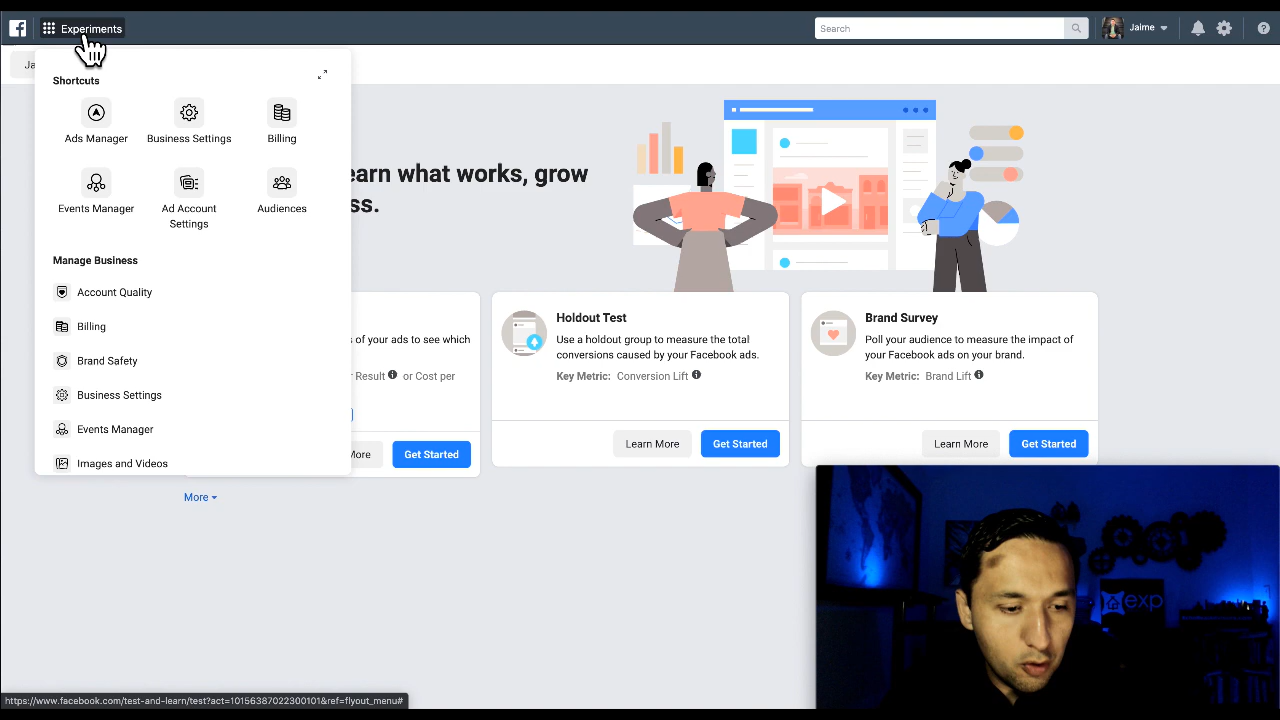 Experiments
Search
Jaime
Ja
Shortcuts
Ads Manager
Business Settings
Billing
Events Manager
Ad Account
Settings
Audiences
Manage Business
Account Quality
Billing
Brand Safety
Business Settings
Events Manager
Images and Videos
earn what works, grow
ss.
s of your ads to see which
r Result or Cost per
More
Get Started
Holdout Test
Use a holdout group to measure the total
conversions caused by your Facebook ads.
Key Metric: Conversion Lift
Learn More
Get Started
Brand Survey
Poll your audience to measure the impact of
your Facebook ads on your brand.
Key Metric: Brand Lift
Learn More
Get Started
More
exp
https://www.facebook.com/test-and-learn/test?act=10156387022300101&ref=flyout_menu#